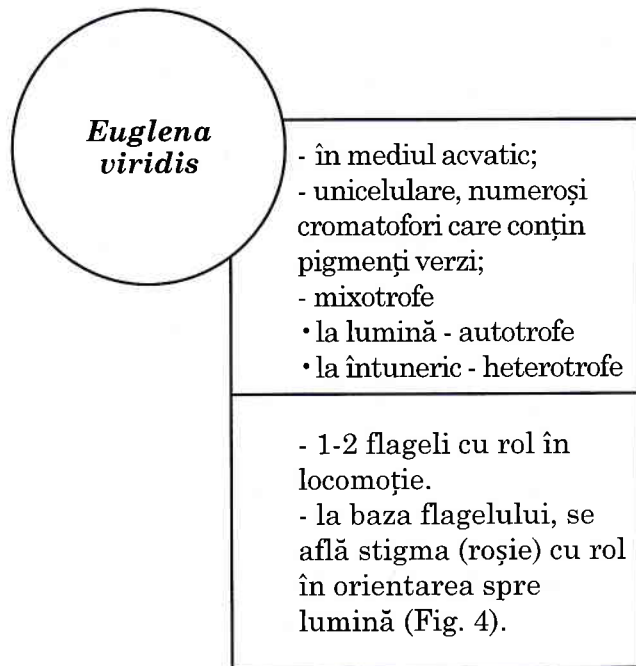 Euglena
viridis
- în mediul acvatic;
- unicelulare, numeroși
cromatofori care conțin
pigmenți verzi;
- mixotrofe
• la lumină - autotrofe
• la întuneric - heterotrofe
- 1-2 flageli cu rol în
locomoție.
- la baza flagelului, se
află stigma (roșie) cu rol
în orientarea spre
lumină (Fig. 4).